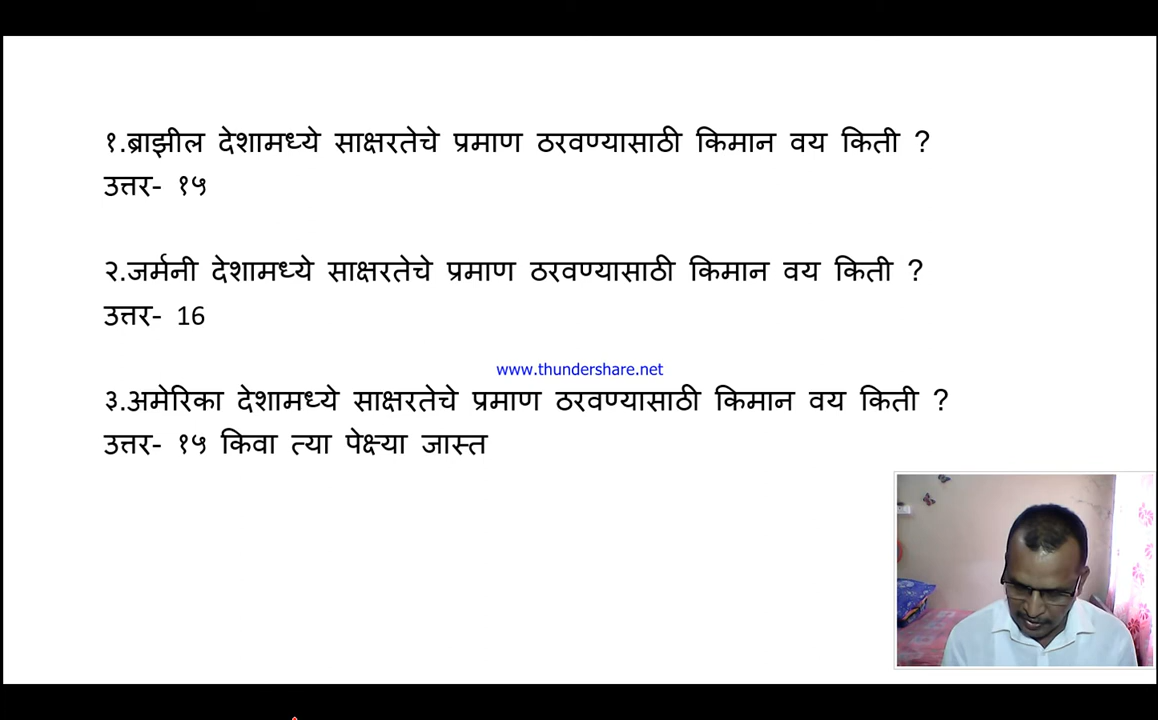 १.ब्राझील देशामध्ये साक्षरतेचे प्रमाण ठरवण्यासाठी किमान वय किती ?
उत्तर- १५
२.जर्मनी देशामध्ये साक्षरतेचे प्रमाण ठरवण्यासाठी किमान वय किती ?
उत्तर- 16
www.thundershare.net
३.अमेरिका देशामध्ये साक्षरतेचे प्रमाण ठरवण्यासाठी किमान वय किती ?
उत्तर- १५ किवा त्या पेक्ष्या जास्त